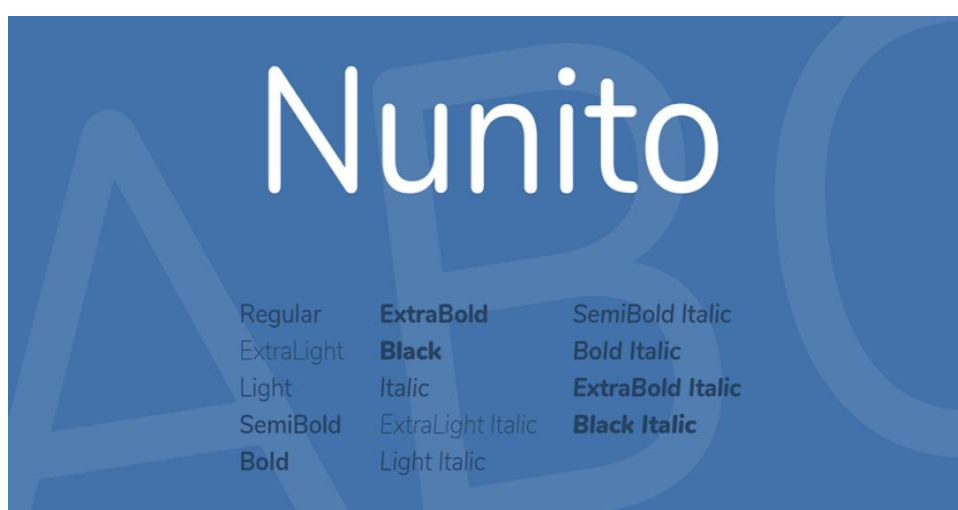 Nunito
Regular
ExtraLight
Light
SemiBold
Bold
ExtraBold
Black
Italic
ExtraLight Italic
Light Italic
SemiBold Italic
Bold Italic
ExtraBold Italic
Black Italic
ABC